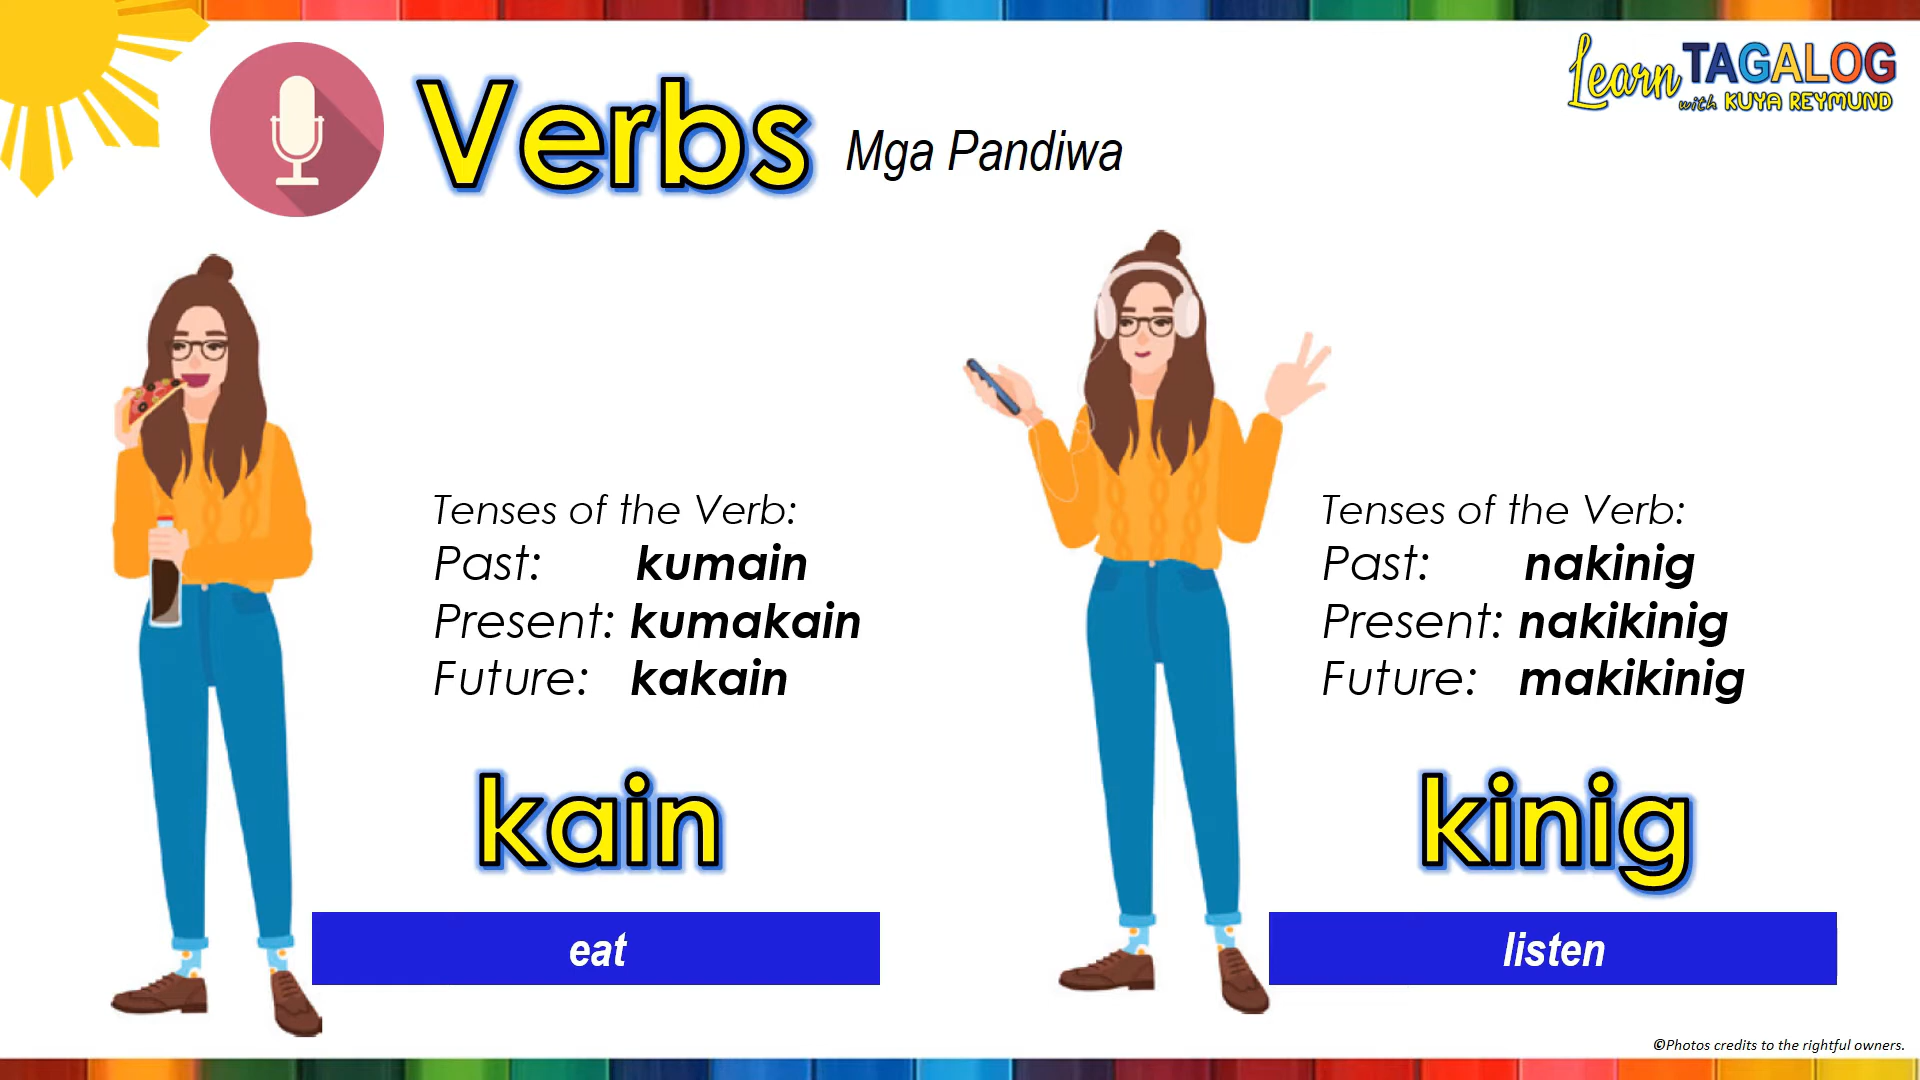 Learn TAGALOG
with KUYA REYMUND
Verbs Mga Pandiwa
Tenses of the Verb:
Past: kumain
Present: kumakain
Future: kakain
kain
eat
Tenses of the Verb:
Past: nakinig
Present: nakikinig
Future: makikinig
kinig
listen
©Photos credits to the rightful owners.